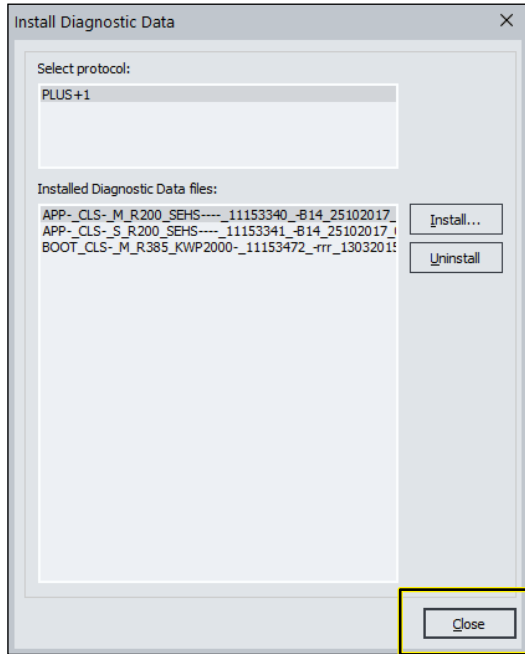 Install Diagnostic Data
Select protocol:
PLUS+1
Installed Diagnostic Data files:
APP-_CLS-_M_R200_SEHS----_11153340_-B14_25102017_
APP-_CLS-_S_R200_SEHS----_11153341_-B14_25102017_(
BOOT_CLS-_M_R385_KWP2000-_11153472_-rrr_13032015
Install...
Uninstall
Close